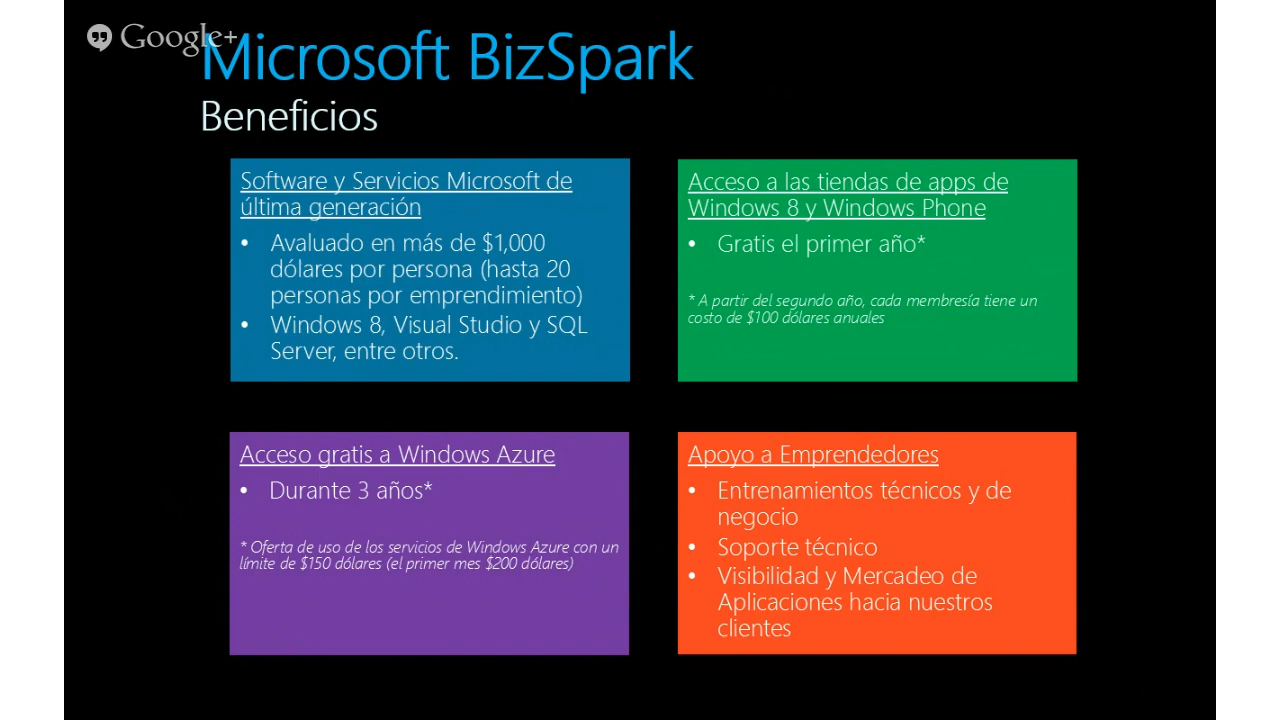 Google+
Microsoft BizSpark
Beneficios
Software y Servicios Microsoft de
última generación
• Avaluado en más de $1,000
dólares por persona (hasta 20
personas por emprendimiento)
• Windows 8, Visual Studio y SQL
Server, entre otros.
Acceso a las tiendas de apps de
Windows 8 y Windows Phone
• Gratis el primer año*
* A partir del segundo año, cada membresía tiene un
costo de $100 dólares anuales
Acceso gratis a Windows Azure
• Durante 3 años*
* Oferta de uso de los servicios de Windows Azure con un
límite de $150 dólares (el primer mes $200 dólares)
Apoyo a Emprendedores
• Entrenamientos técnicos y de
negocio
• Soporte técnico
• Visibilidad y Mercadeo de
Aplicaciones hacia nuestros
clientes